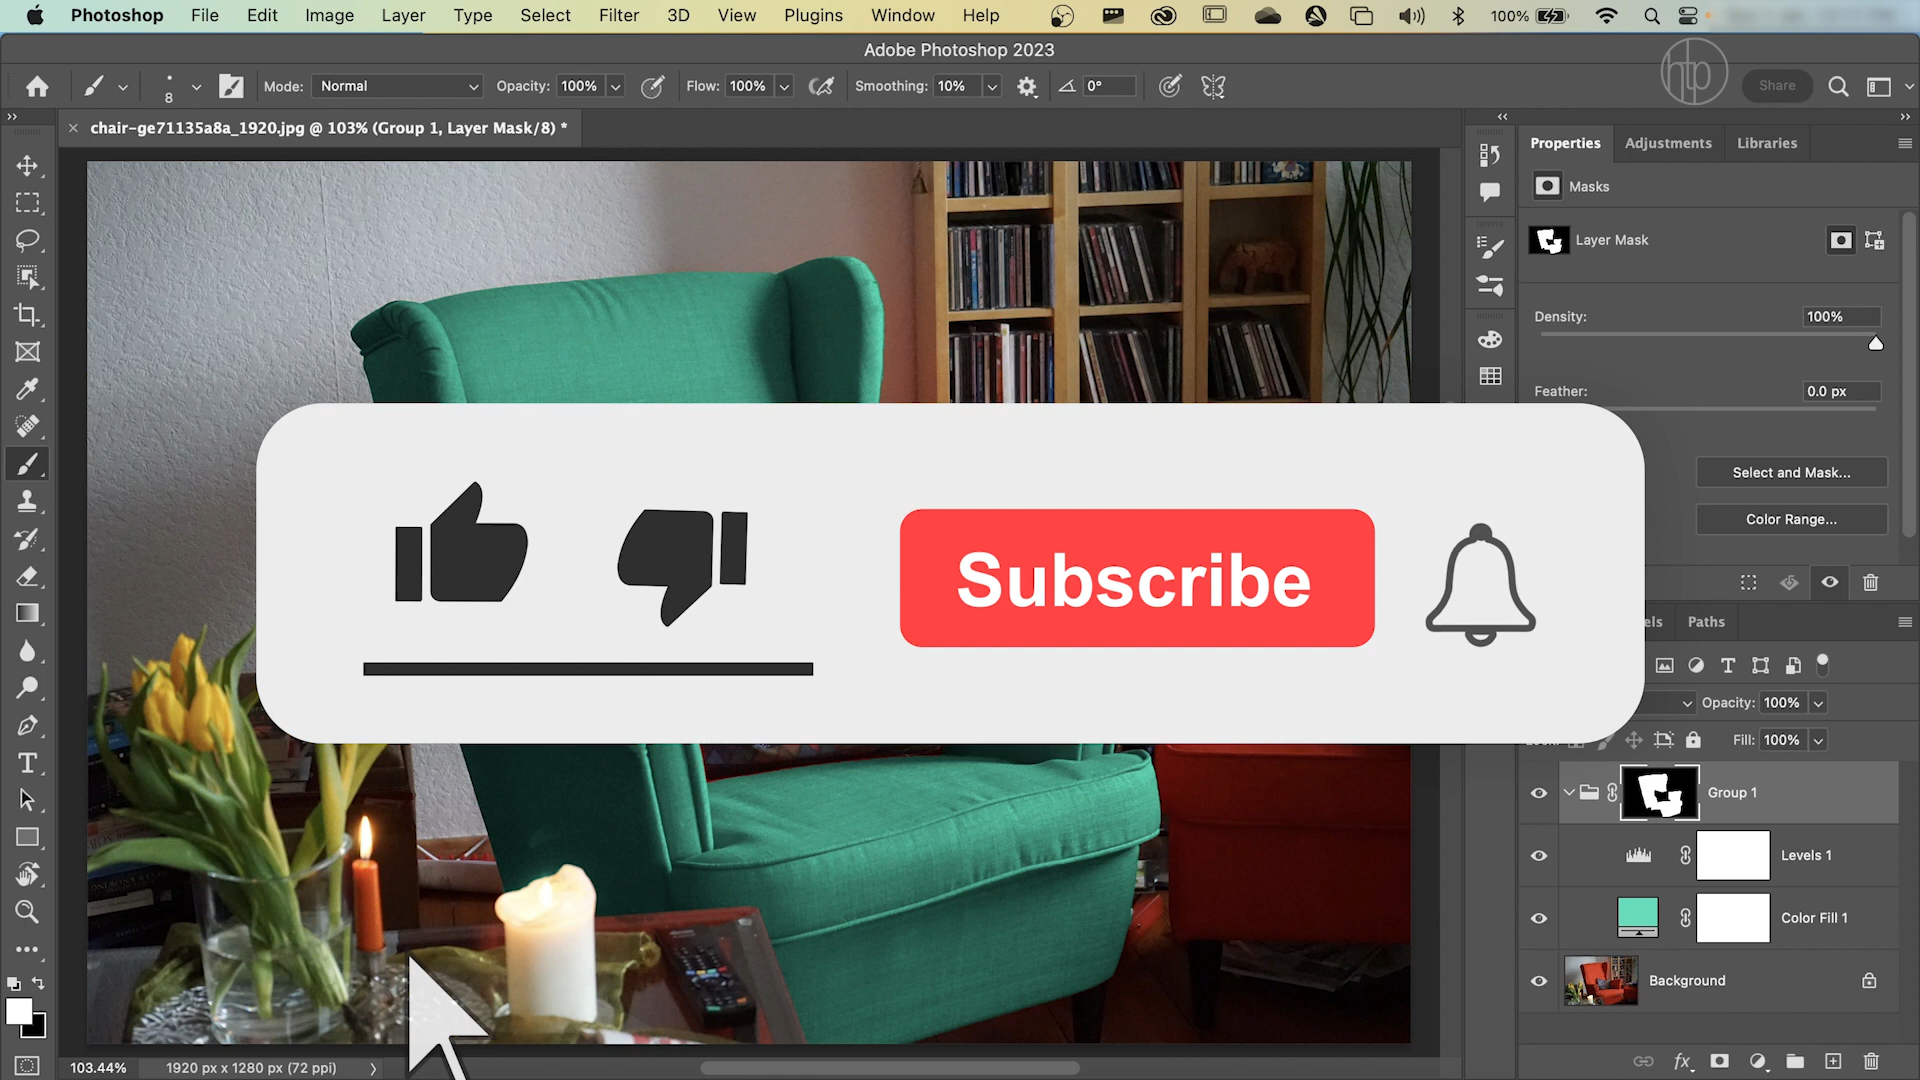 Photoshop File Edit Image Layer Type Select Filter 3D View Plugins Window Help 100%
Adobe Photoshop 2023
htp
8 Mode: Normal Opacity: 100% Flow: 100% Smoothing: 10% 0° Share
chair-ge71135a8a_1920.jpg @ 103% (Group 1, Layer Mask/8) *
Properties Adjustments Libraries
Masks
Layer Mask
Density: 100%
Feather: 0.0 px
Select and Mask...
Color Range...
Subscribe
els Paths
Opacity: 100%
Fill: 100%
Group 1
Levels 1
Color Fill 1
Background
103.44% 1920 px x 1280 px (72 ppi)
fx